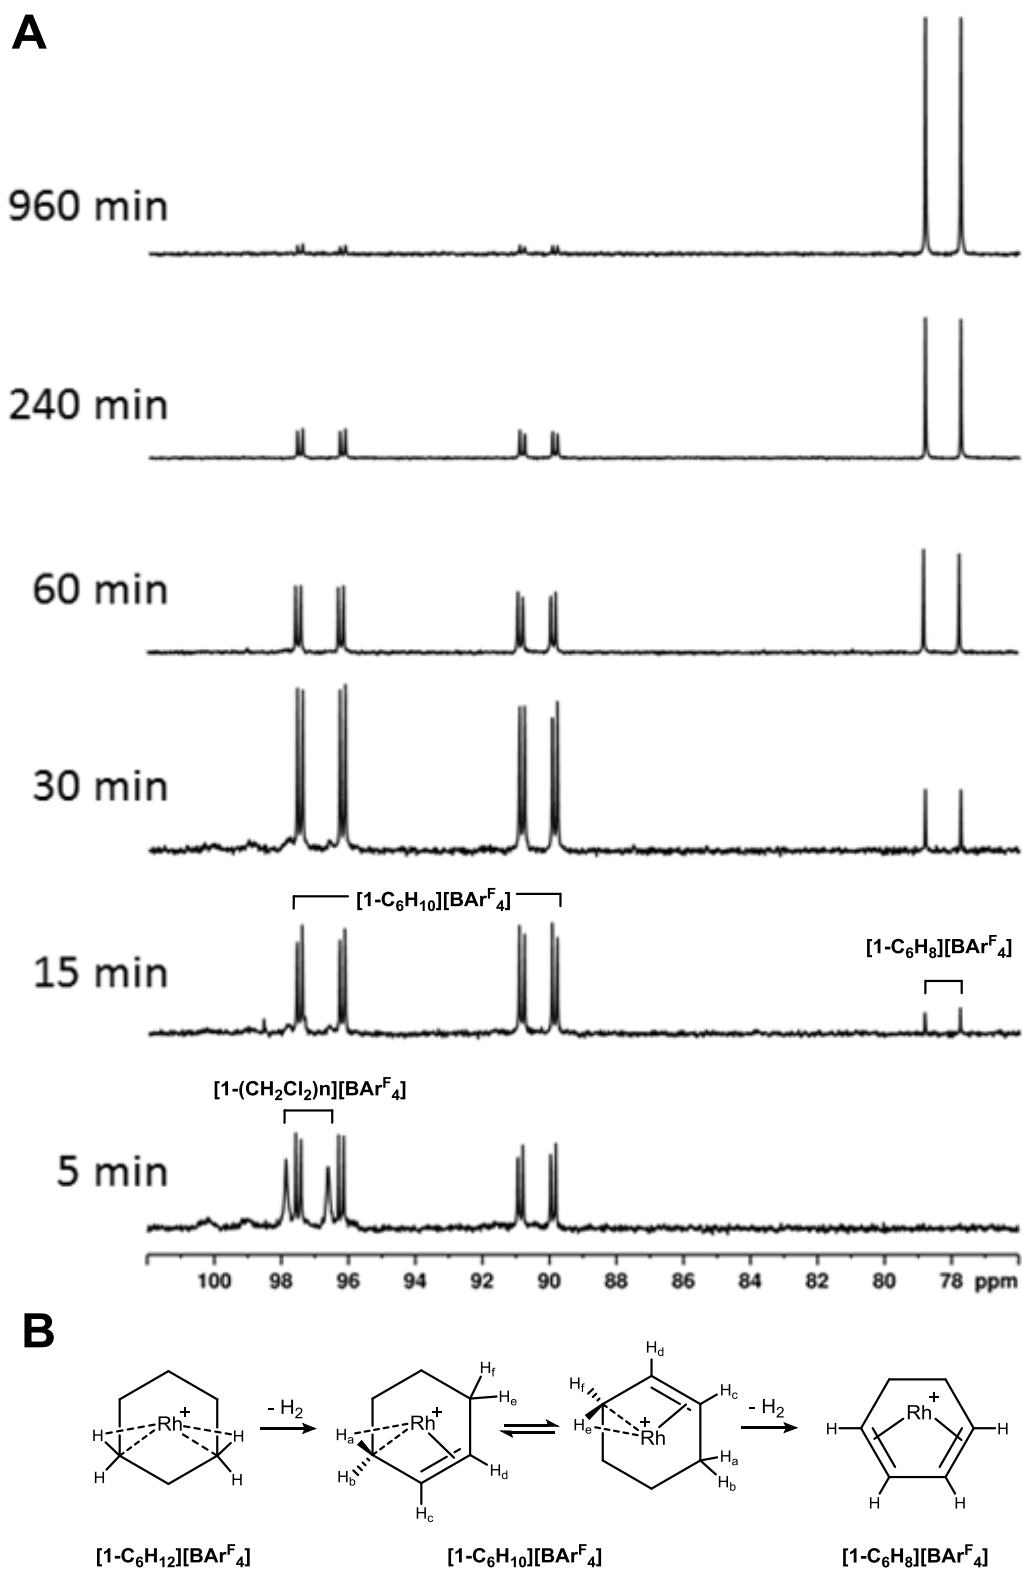 A
960 min
240 min
60 min
30 min
[1-C6H10][BArF4]
[1-C6H8][BArF4]
15 min
[1-(CH2Cl2)n][BArF4]
5 min
100 98 96 94 92 90 88 86 84 82 80 78 ppm
B
Hd
Hf Hf Hc
He
Rh+ - H2 Rh+ He + - H2 Rh+
H H Ha Rh Ha H H
H H Hb Hd Hb
Hc H H
[1-C6H12][BArF4] [1-C6H10][BArF4] [1-C6H8][BArF4]